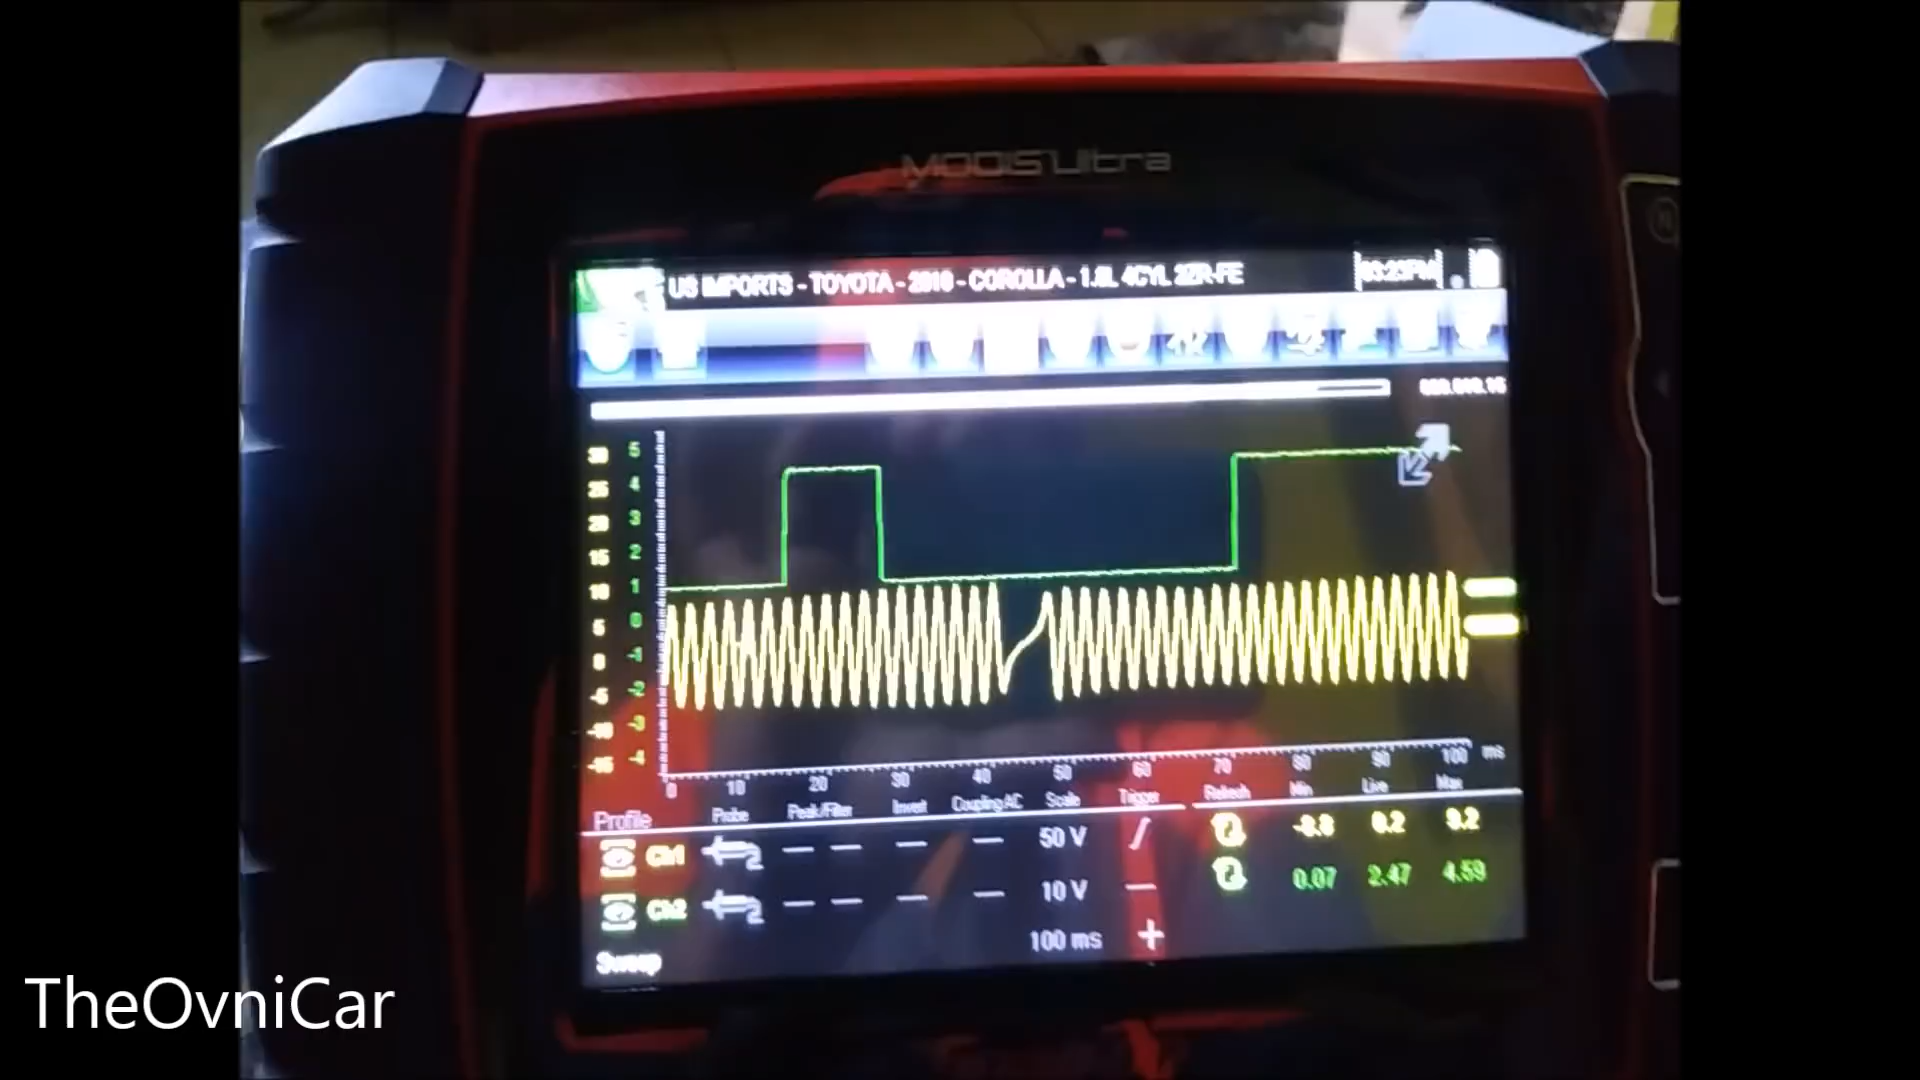 MODIS Ultra
US IMPORTS - TOYOTA - 2010 - COROLLA - 1.8L 4CYL 2ZR-FE
30 5
25 4
20 3
15 2
10 1
5 0
0 -1
-5 -2
-10 -3
-15 -4
0 10 20 30 40 50 60 70 80 90 100 ms
Profile Probe Peak/Filter Invert Coupling AC Scale Trigger Refresh Min Live Max
Ch1 2 50 V -8.8 0.2 9.2
Ch2 2 10 V 0.07 2.47 4.59
Sweep 100 ms
TheOvniCar